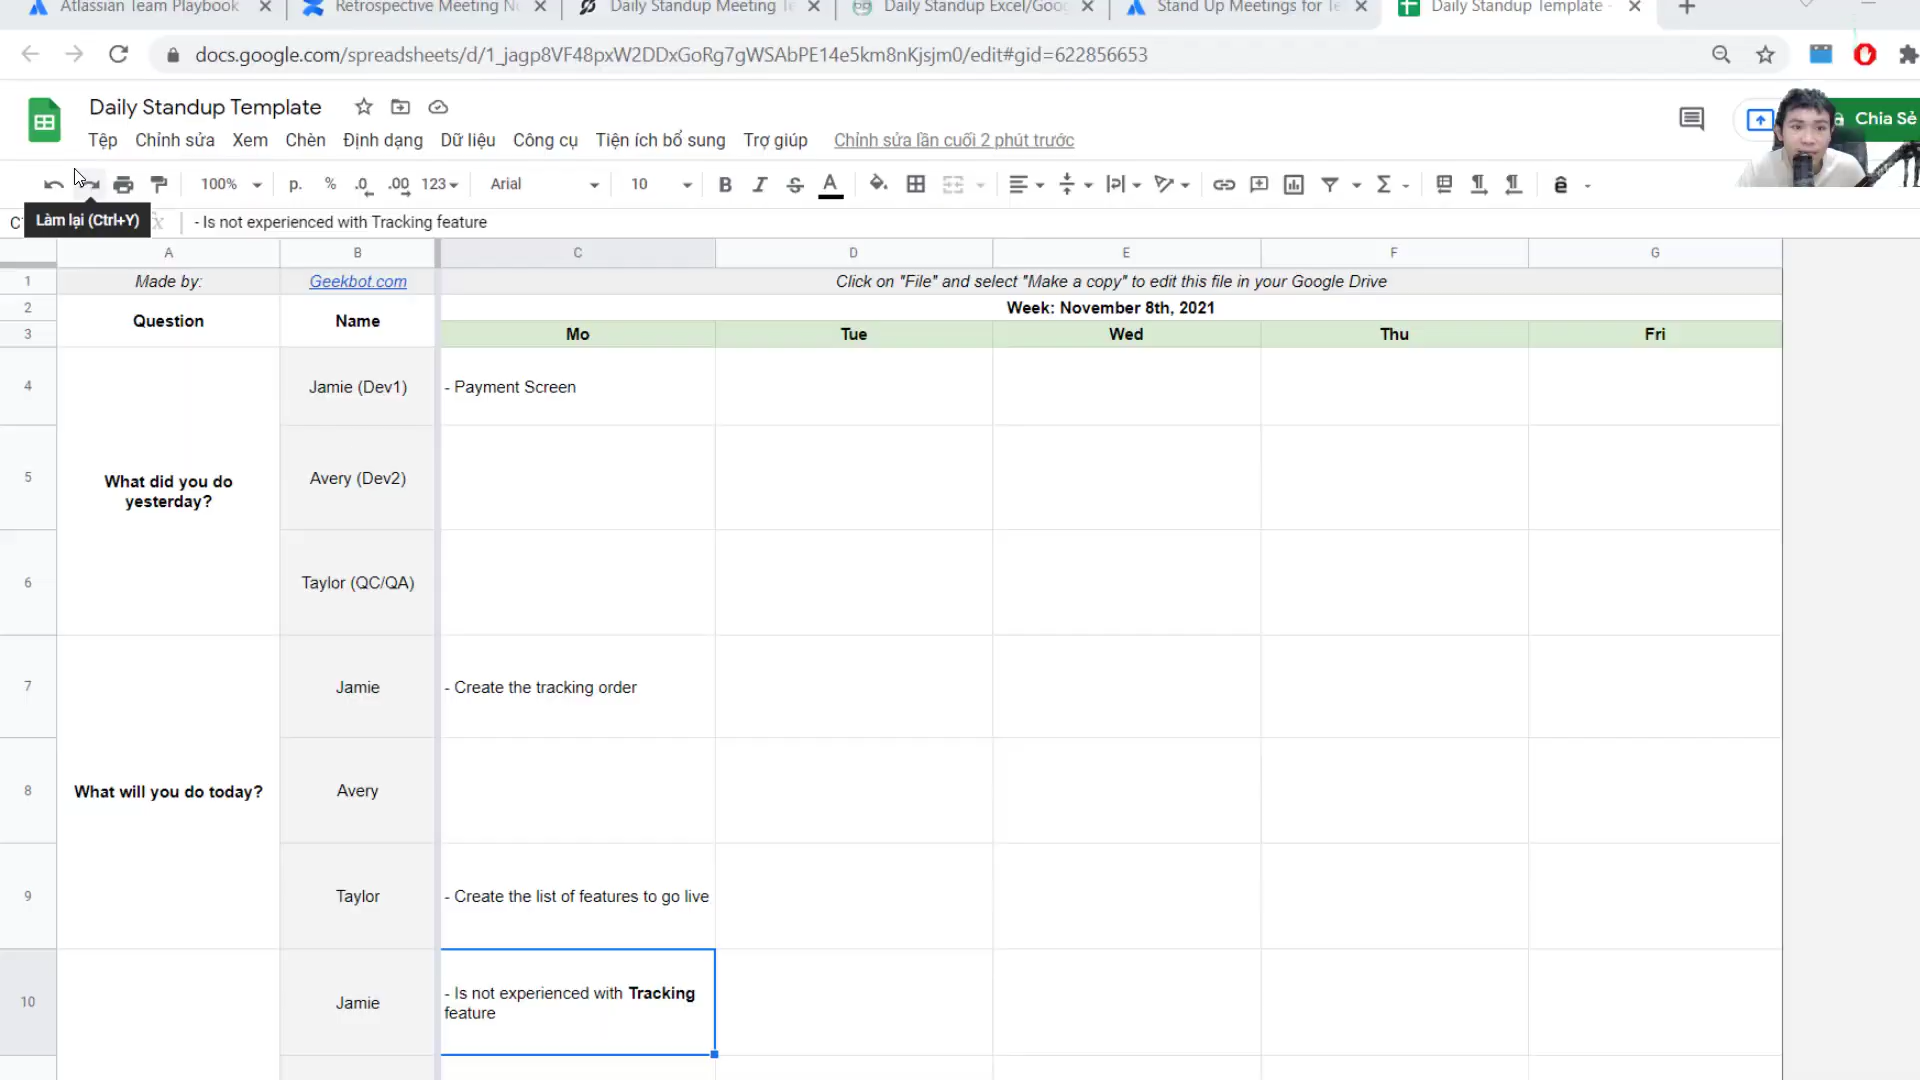 Atlassian Team Playbook
Retrospective Meeting N
Daily Standup Meeting Te
Daily Standup Excel/Goo
Stand Up Meetings for Te
Daily Standup Template -
docs.google.com/spreadsheets/d/1_jagp8VF48pxW2DDxGoRg7gWSAbPE14e5km8nKjsjm0/edit#gid=622856653
Daily Standup Template
Chia Sẻ
Tệp Chỉnh sửa Xem Chèn Định dạng Dữ liệu Công cụ Tiện ích bổ sung Trợ giúp Chỉnh sửa lần cuối 2 phút trước
100% р. % .0 .00 123 Arial 10 B I S A Σ ê
Làm lại (Ctrl+Y)
C
- Is not experienced with Tracking feature
A B C D E F G
1 Made by: Geekbot.com Click on "File" and select "Make a copy" to edit this file in your Google Drive
2 Week: November 8th, 2021
Question Name
3 Mo Tue Wed Thu Fri
4 Jamie (Dev1) - Payment Screen
5 Avery (Dev2)
What did you do
yesterday?
6 Taylor (QC/QA)
7 Jamie - Create the tracking order
8 What will you do today? Avery
9 Taylor - Create the list of features to go live
10 Jamie - Is not experienced with Tracking
feature